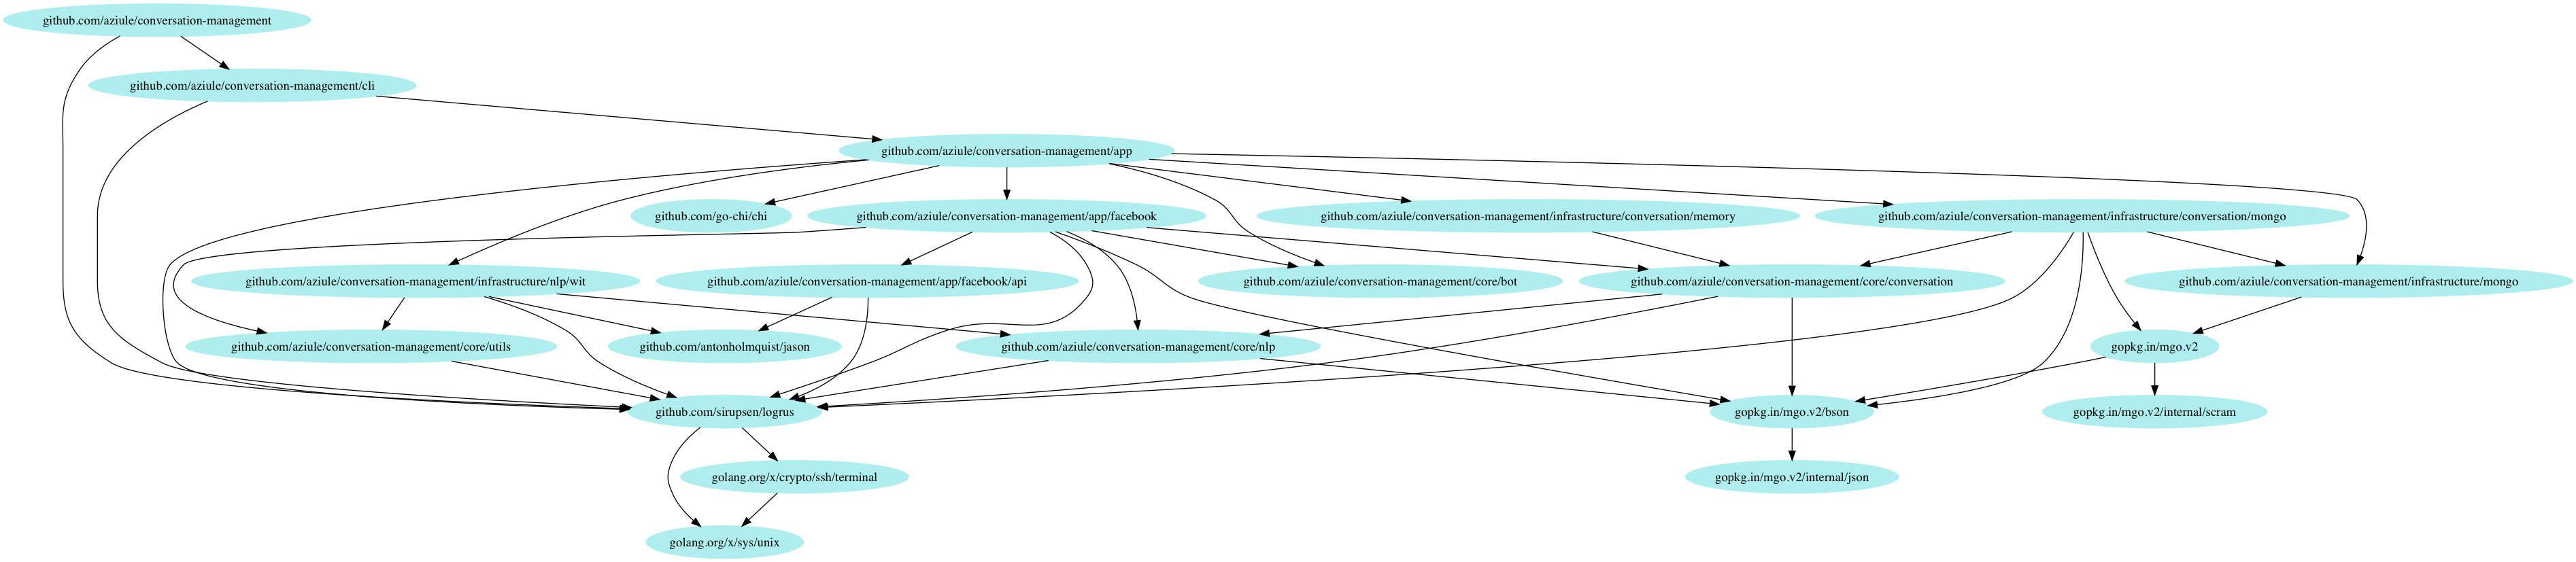 github.com/aziule/conversation-management
github.com/aziule/conversation-management/cli
github.com/aziule/conversation-management/app
github.com/go-chi/chi
github.com/aziule/conversation-management/app/facebook
github.com/aziule/conversation-management/infrastructure/conversation/memory
github.com/aziule/conversation-management/infrastructure/conversation/mongo
github.com/aziule/conversation-management/infrastructure/nlp/wit
github.com/aziule/conversation-management/app/facebook/api
github.com/aziule/conversation-management/core/bot
github.com/aziule/conversation-management/core/conversation
github.com/aziule/conversation-management/infrastructure/mongo
github.com/aziule/conversation-management/core/utils
github.com/antonholmquist/jason
github.com/aziule/conversation-management/core/nlp
gopkg.in/mgo.v2
github.com/sirupsen/logrus
gopkg.in/mgo.v2/bson
gopkg.in/mgo.v2/internal/scram
golang.org/x/crypto/ssh/terminal
gopkg.in/mgo.v2/internal/json
golang.org/x/sys/unix